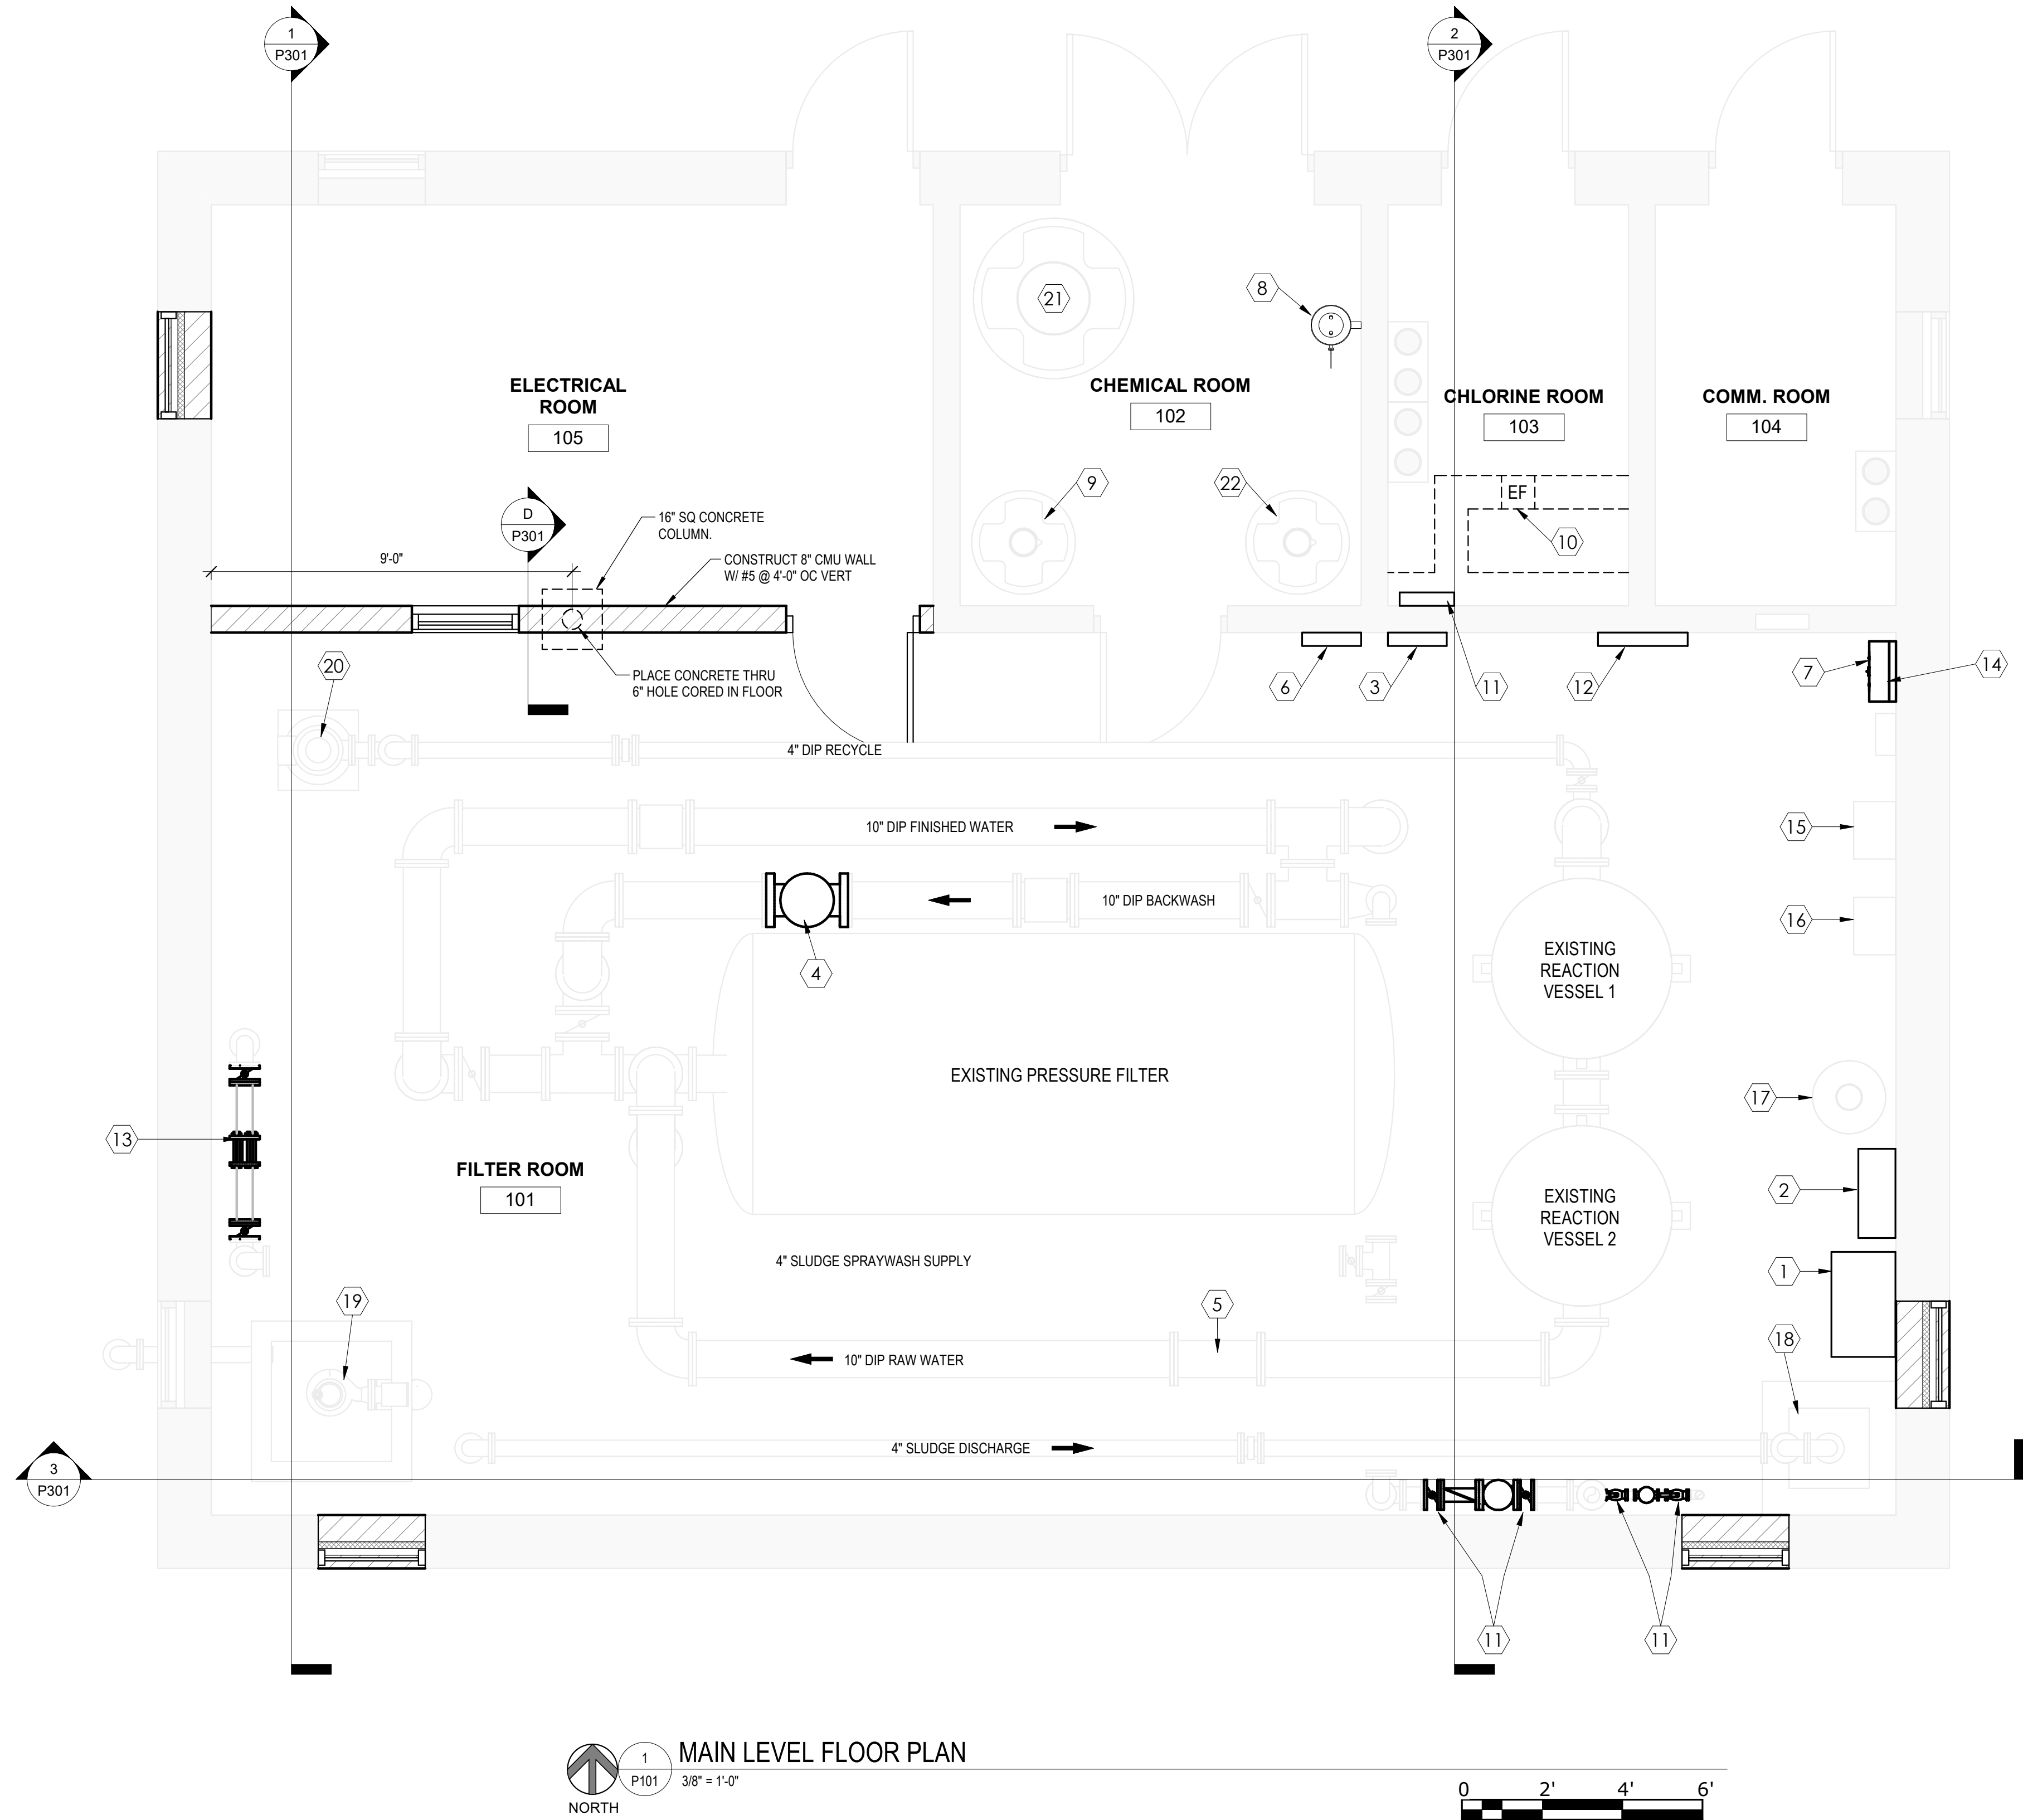 1
P301
2
P301
21
8
ELECTRICAL
ROOM
105
CHEMICAL ROOM
102
CHLORINE ROOM
103
COMM. ROOM
104
9
22
EF
10
D
P301
16" SQ CONCRETE
COLUMN.
9'-0"
CONSTRUCT 8" CMU WALL
W/ #5 @ 4'-0" OC VERT
PLACE CONCRETE THRU
6" HOLE CORED IN FLOOR
20
6
3
11
12
7
14
4" DIP RECYCLE
10" DIP FINISHED WATER
15
10" DIP BACKWASH
16
4
EXISTING
REACTION
VESSEL 1
EXISTING PRESSURE FILTER
17
13
FILTER ROOM
101
2
EXISTING
REACTION
VESSEL 2
4" SLUDGE SPRAYWASH SUPPLY
1
19
5
18
10" DIP RAW WATER
4" SLUDGE DISCHARGE
3
P301
11
11
1
P101
MAIN LEVEL FLOOR PLAN
3/8" = 1'-0"
NORTH
0 2' 4' 6'